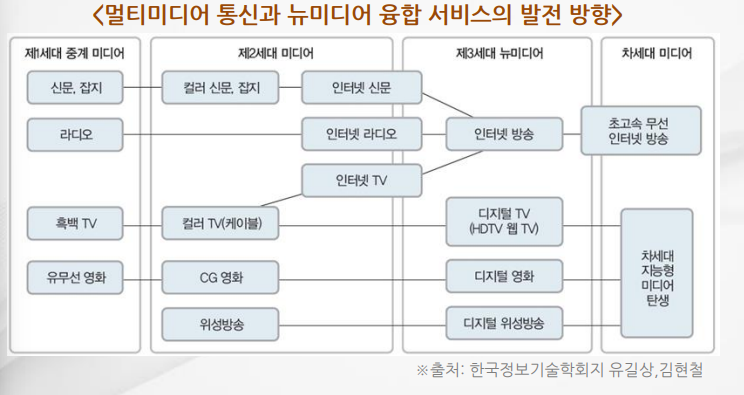 <멀티미디어 통신과 뉴미디어 융합 서비스의 발전 방향>
제1세대 중계 미디어
제2세대 미디어
제3세대 뉴미디어
차세대 미디어
신문, 잡지
컬러 신문, 잡지
인터넷 신문
라디오
인터넷 라디오
인터넷 방송
초고속 무선
인터넷 방송
인터넷 TV
흑백 TV
컬러 TV(케이블)
디지털 TV
(HDTV 웹 TV)
유무선 영화
CG 영화
디지털 영화
위성방송
디지털 위성방송
차세대
지능형
미디어
탄생
※출처: 한국정보기술학회지 유길상,김현철